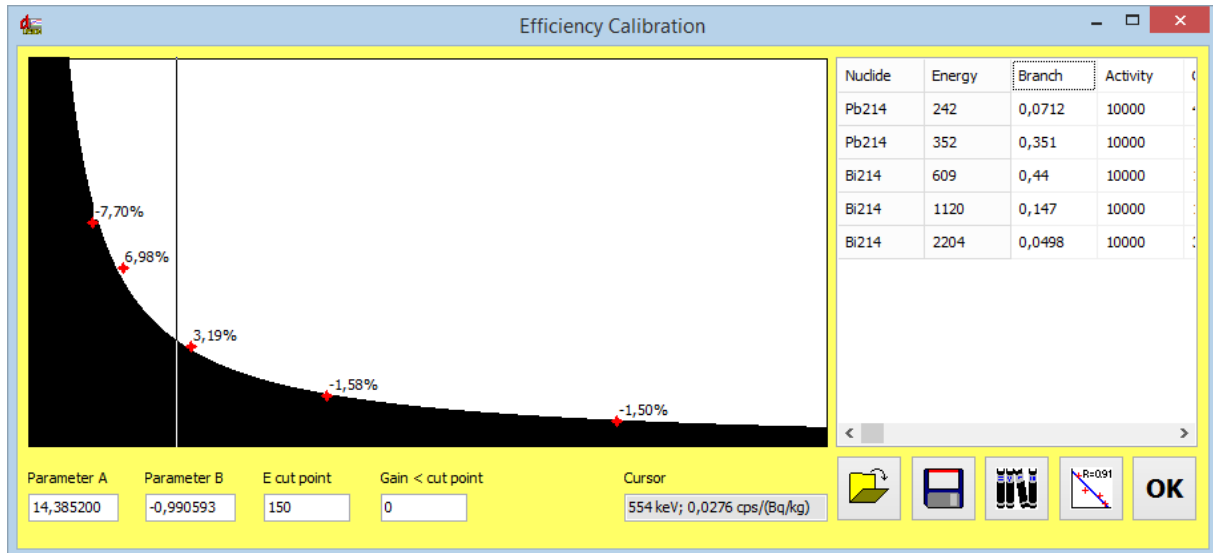 Efficiency Calibration
Nuclide Energy Branch Activity
Pb214 242 0,0712 10000
Pb214 352 0,351 10000
Bi214 609 0,44 10000
Bi214 1120 0,147 10000
Bi214 2204 0,0498 10000
-7,70%
6,98%
3,19%
-1,58%
-1,50%
Parameter A Parameter B E cut point Gain < cut point Cursor
14,385200 -0,990593 150 0 554 keV; 0,0276 cps/(Bq/kg)
R=0.91
OK